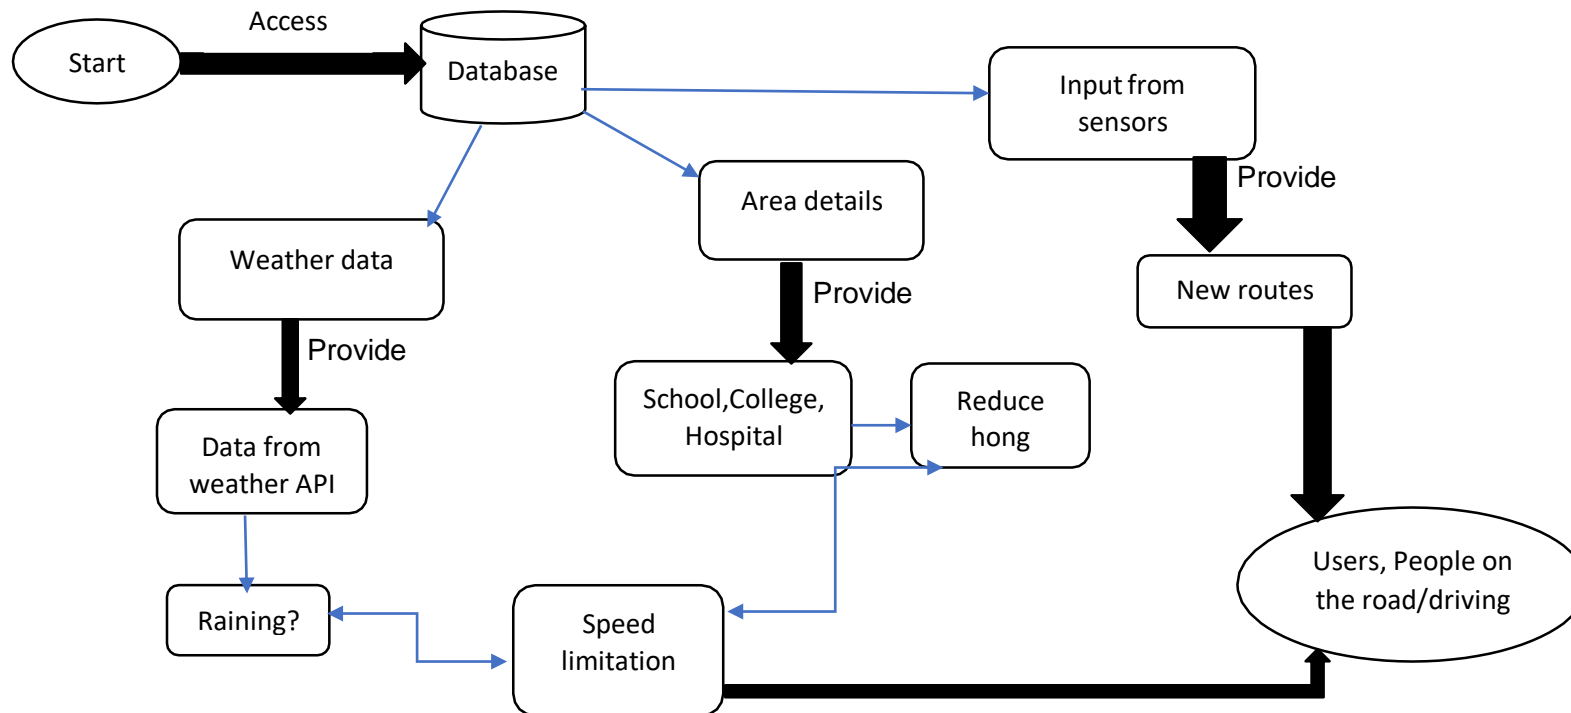 Access
Start
Database
Input from
sensors
Provide
Area details
Weather data
New routes
Provide
Provide
School,College,
Hospital
Reduce
hong
Data from
weather API
Users, People on
the road/driving
Raining?
Speed
limitation